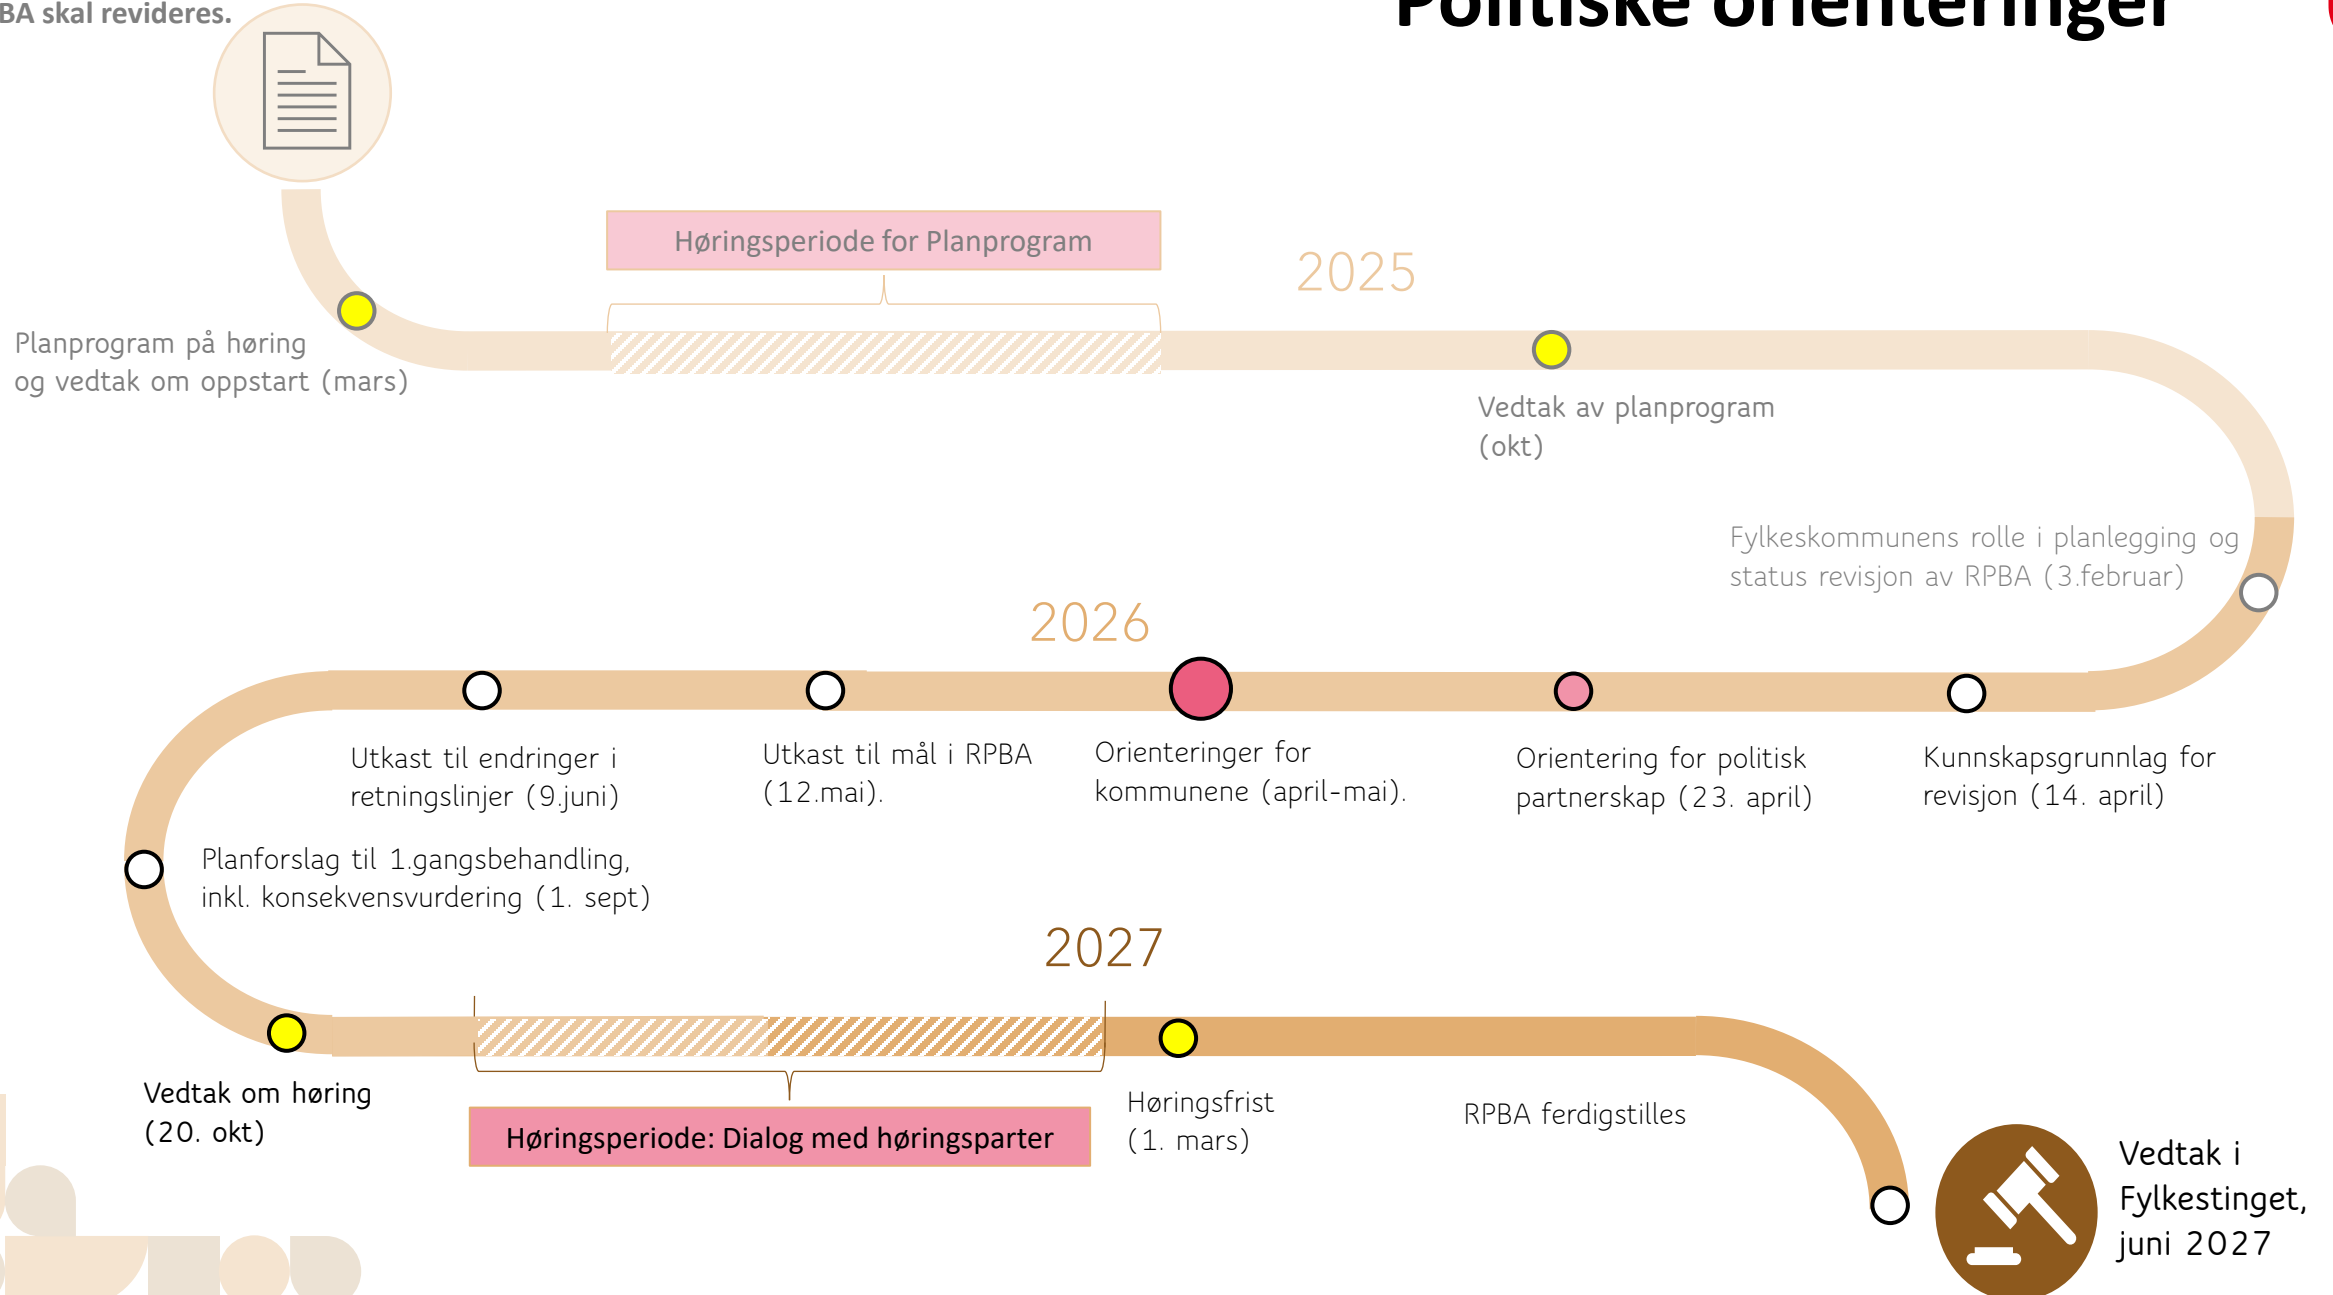 BA skal revideres.
Politiske orienteringer
Høringsperiode for Planprogram
2025
Planprogram på høring
og vedtak om oppstart (mars)
Vedtak av planprogram
(okt)
Fylkeskommunens rolle i planlegging og
status revisjon av RPBA (3.februar)
2026
Kunnskapsgrunnlag for
revisjon (14. april)
Orientering for politisk
partnerskap (23. april)
Orienteringer for
kommunene (april-mai).
Utkast til mål i RPBA
(12.mai).
Utkast til endringer i
retningslinjer (9.juni)
Planforslag til 1.gangsbehandling,
inkl. konsekvensvurdering (1. sept)
2027
Vedtak om høring
(20. okt)
Høringsperiode: Dialog med høringsparter
Høringsfrist
(1. mars)
RPBA ferdigstilles
Vedtak i
Fylkestinget,
juni 2027